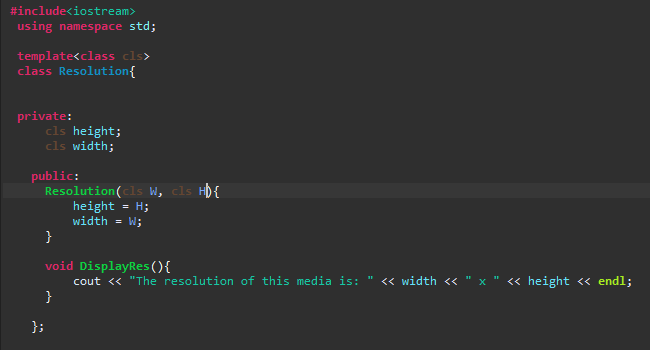 #include<iostream>
using namespace std;
template<class cls>
class Resolution{
private:
cls height;
cls width;
public:
Resolution(cls W, cls H){
height = H;
width = W;
}
void DisplayRes(){
cout << "The resolution of this media is: " << width << " x " << height << endl;
}
};